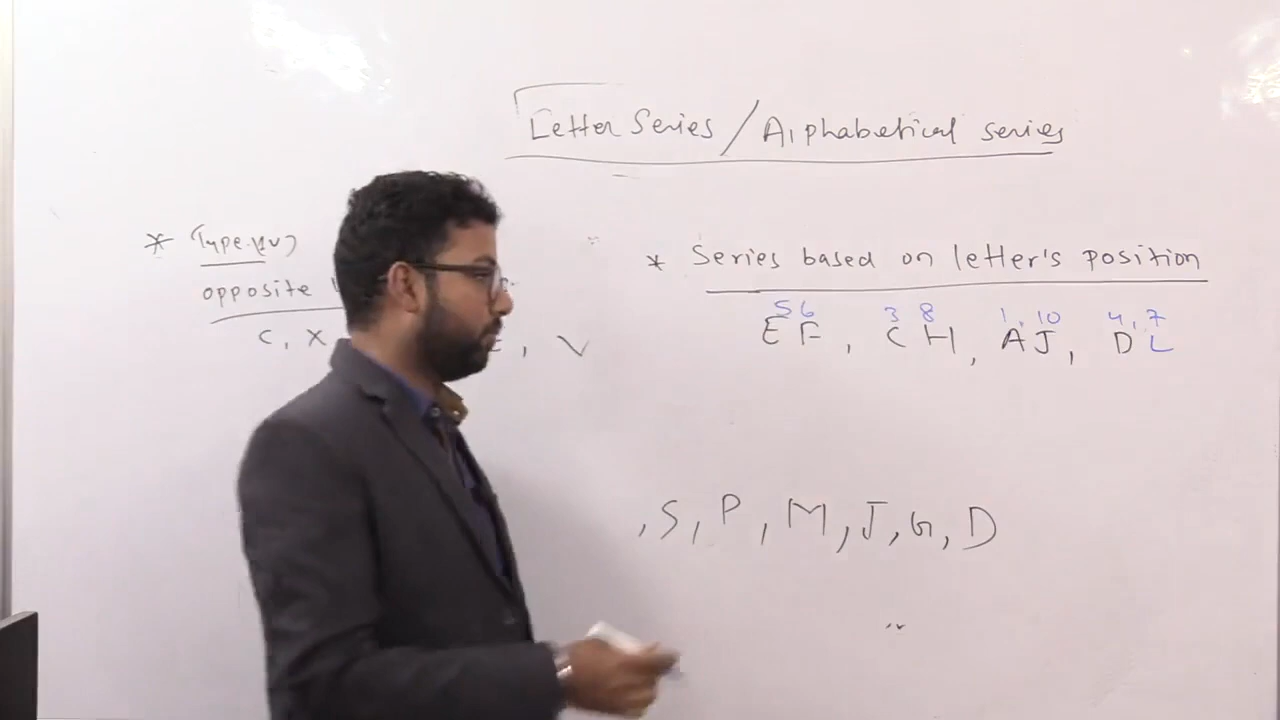 Letter Series / Alphabetical series
* Type.(IV)
opposite
C, X
, V
* Series based on letter's position
5 6 3 8 1, 10 4, 7
EF, CH, AJ, DL
, S, P, M, J, G, D